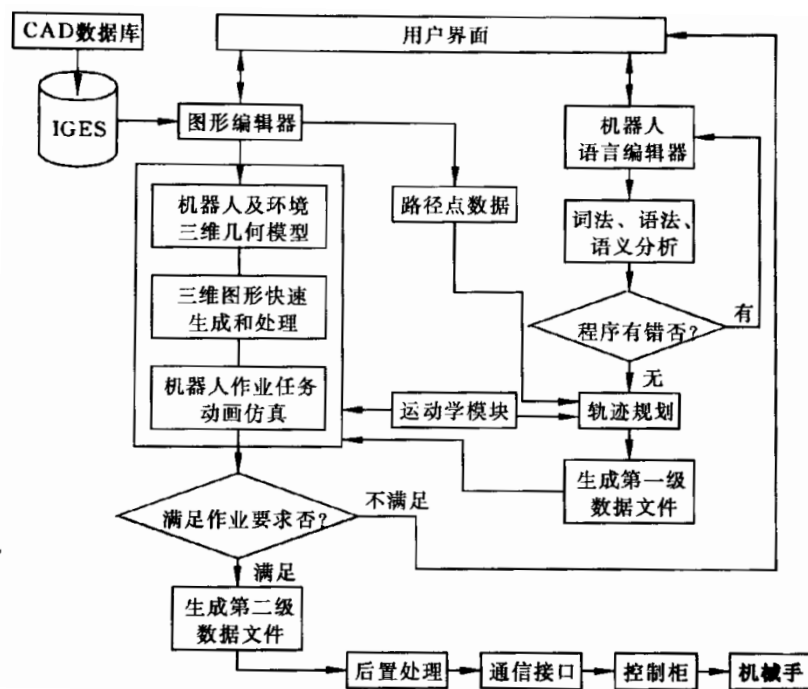 CAD数据库
用户界面
IGES
图形编辑器
机器人
语言编辑器
机器人及环境
三维几何模型
路径点数据
词法、语法、
语义分析
三维图形快速
生成和处理
程序有错否?
有
无
机器人作业任务
动画仿真
运动学模块
轨迹规划
生成第一级
数据文件
满足作业要求否?
不满足
满足
生成第二级
数据文件
后置处理
通信接口
控制柜
机械手